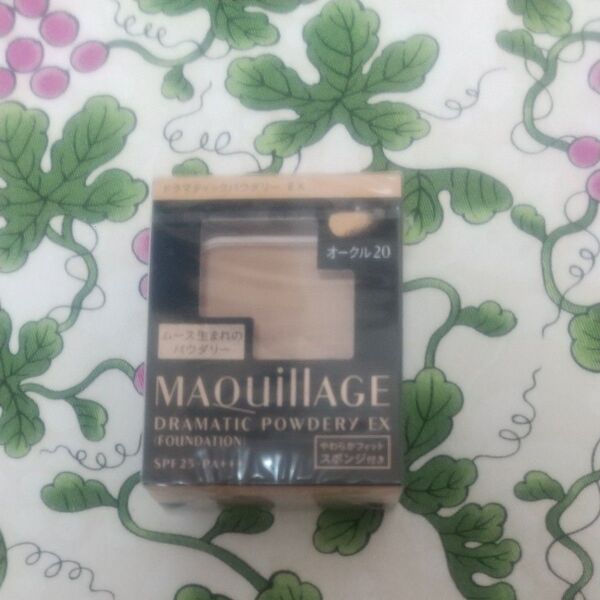 ドラマティックパウダリー EX
オークル20
ムース生まれの
パウダリー
MAQuillAGE
DRAMATIC POWDERY EX
(FOUNDATION)
SPF25・PA++
やわらかフィット
スポンジ付き